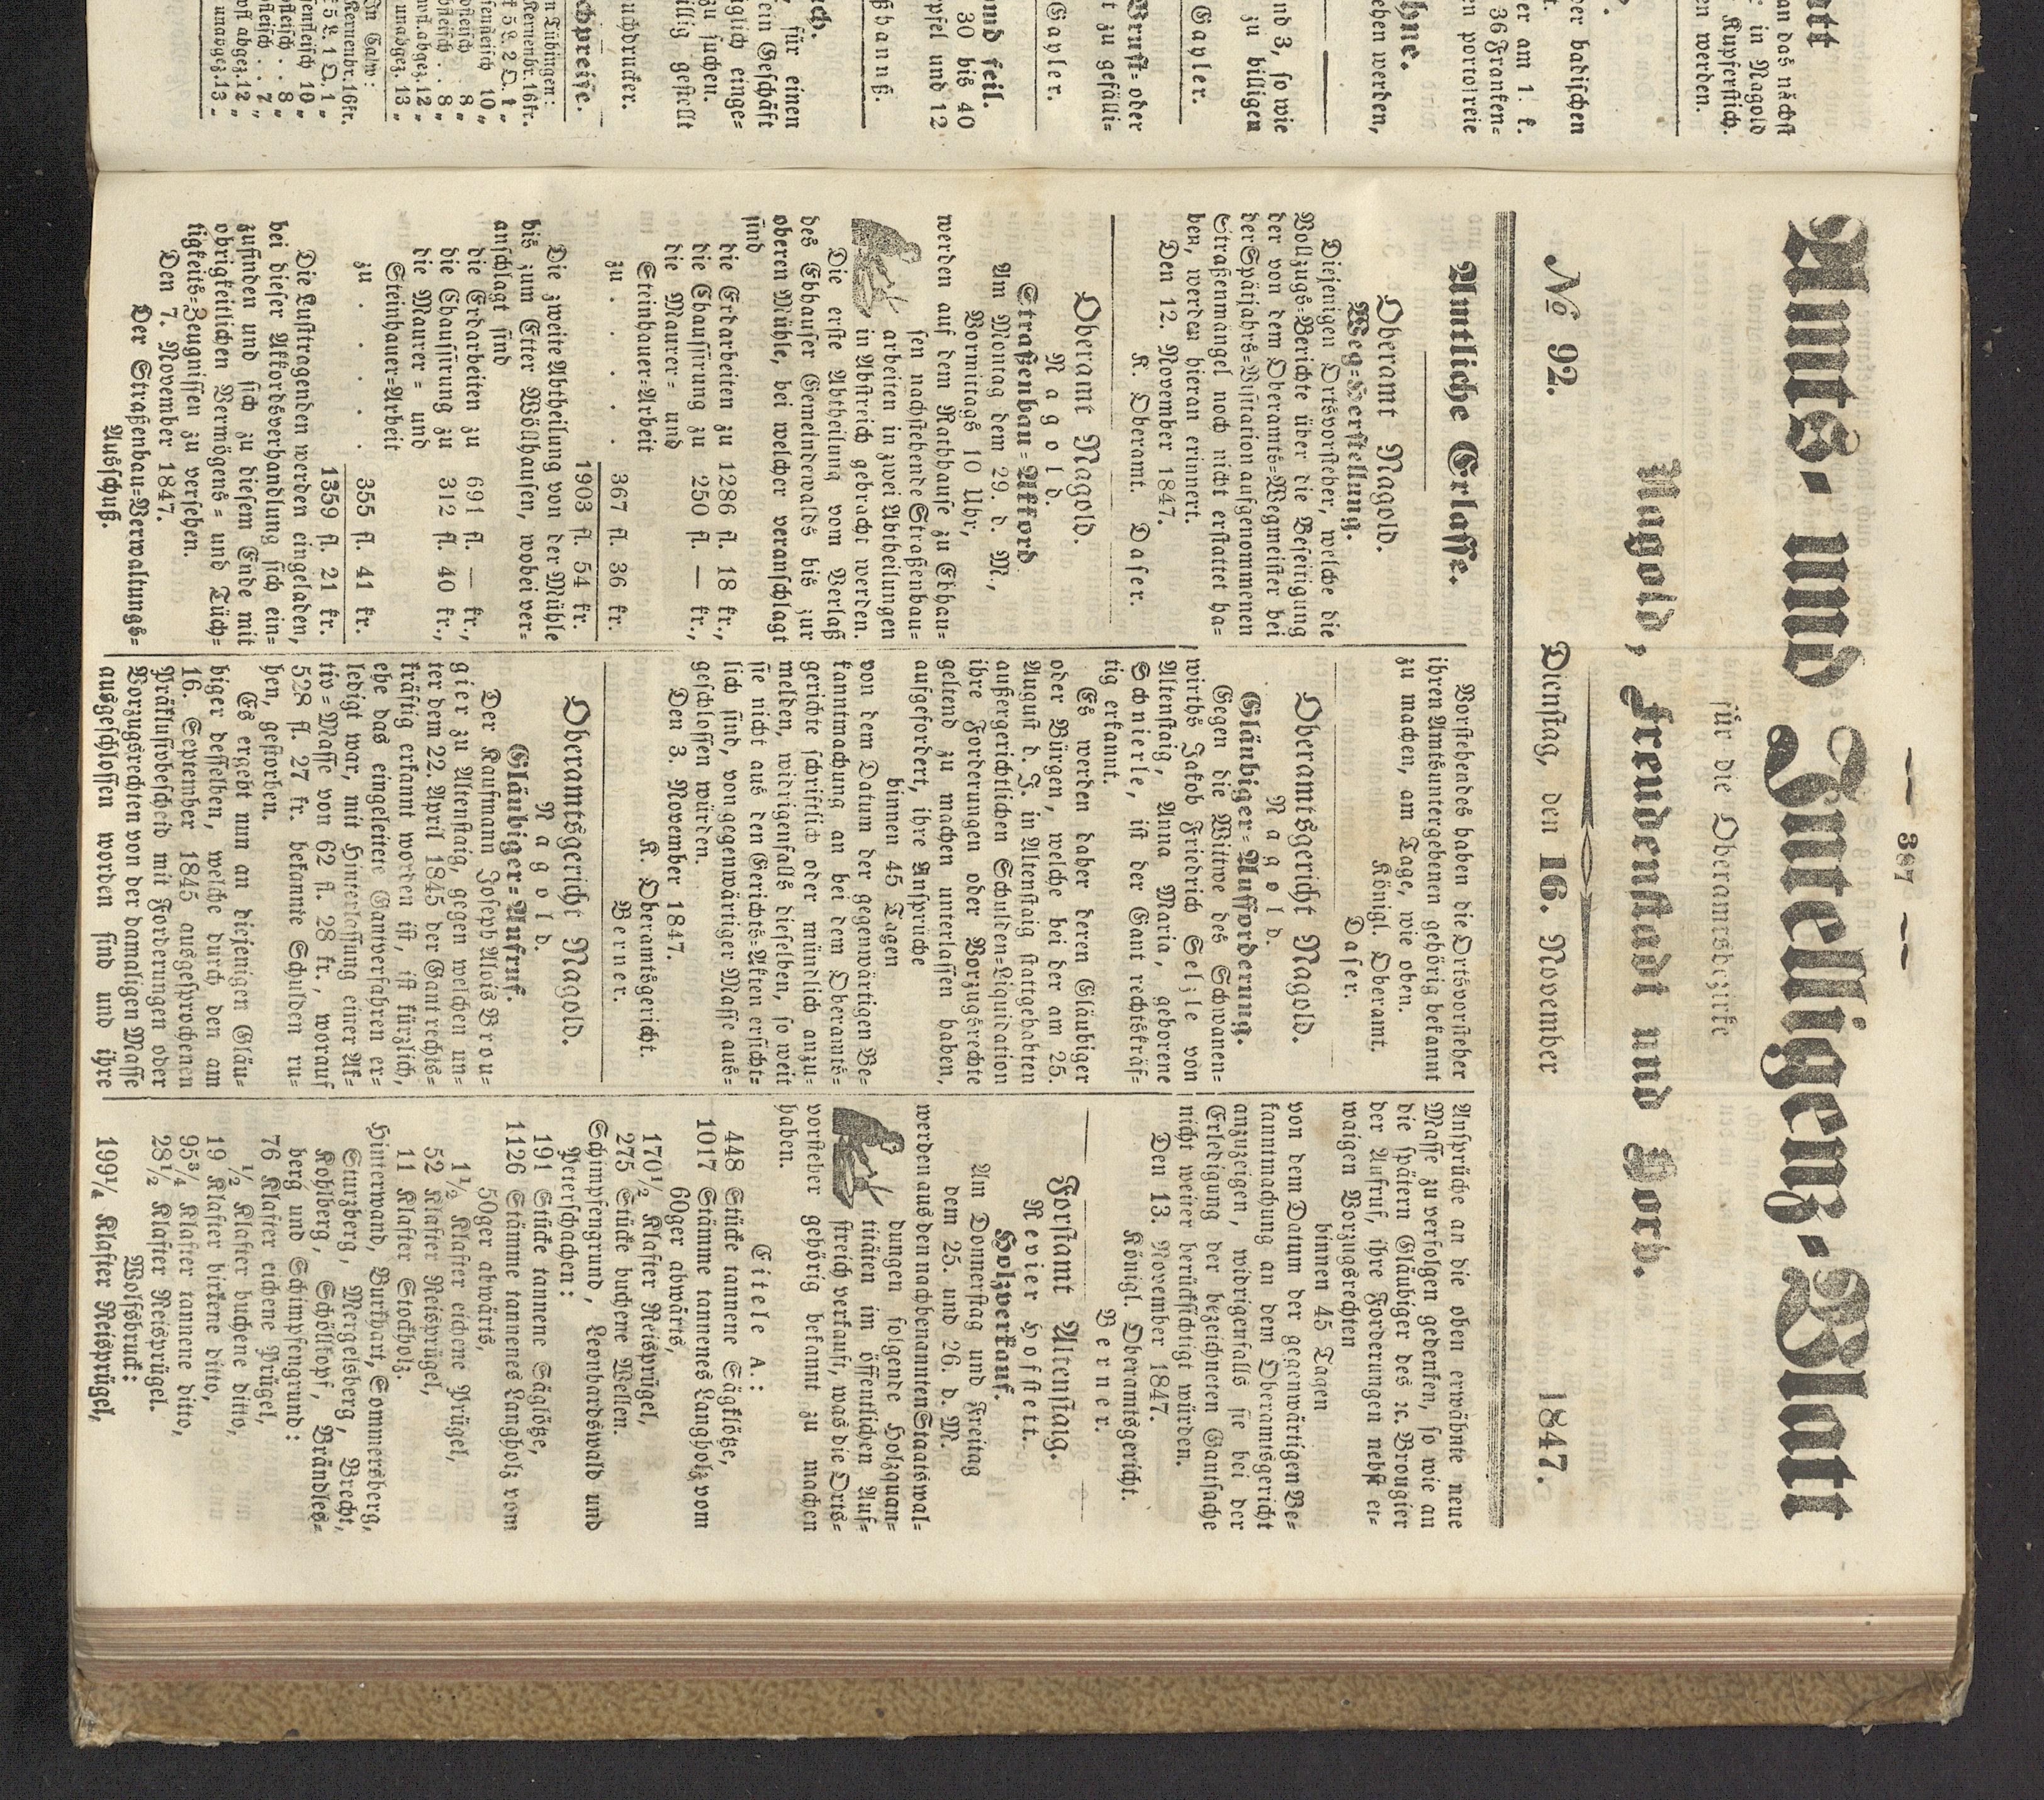 — 387 —
Amts- und Intelligenz-Blatt
für die Oberamtsbezirke
Nagold, Freudenstadt und Horb.
№ 92.
Dienstag, den 16. November
1847.
Amtliche Erlasse.
Oberamt Nagold.
Weg-Herstellung.
Diejenigen Ortsvorsteher, welche die
Vollzugs-Berichte über die Beseitigung
der von dem Oberamts-Wegmeister bei
der Spätjahrs-Visitation aufgenommenen
Straßenmängel noch nicht erstattet ha-
ben, werden hieran erinnert.
Den 12. November 1847.
K. Oberamt. Daser.
Oberamt Nagold.
Nagold.
Straßenbau-Akkord.
Am Montag dem 29. d. M.,
Vormittags 10 Uhr,
werden auf dem Rathhause zu Ebhau-
sen nachstehende Straßenbau-
arbeiten in zwei Abtheilungen
in Abstreich gebracht werden.
Die erste Abtheilung vom Verlaß
des Ebhauser Gemeindewalds bis zur
oberen Mühle, bei welcher veranschlagt
sind
die Erdarbeiten zu 1286 fl. 18 kr.,
die Chaussirung zu 250 fl. — kr.,
die Maurer- und
Steinhauer-Arbeit
zu . . . . . 367 fl. 36 kr.
1903 fl. 54 kr.
Die zweite Abtheilung von der Mühle
bis zum Etter Wöllhausen, wobei ver-
anschlagt sind
die Erdarbeiten zu 691 fl. — kr.,
die Chaussirung zu 312 fl. 40 kr.,
die Maurer- und
Steinhauer-Arbeit
zu . . . . . 355 fl. 41 kr.
1359 fl. 21 kr.
Die Lusttragenden werden eingeladen,
bei dieser Akkordsverhandlung sich ein-
zufinden und sich zu diesem Ende mit
obrigkeitlichen Vermögens- und Tüch-
tigkeits-Zeugnissen zu versehen.
Den 7. November 1847.
Der Straßenbau-Verwaltungs-
Ausschuß.
Vorstehendes haben die Ortsvorsteher
ihren Amtsuntergebenen gehörig bekannt
zu machen, am Tage, wie oben.
Königl. Oberamt.
Daser.
Oberamtsgericht Nagold.
Nagold.
Gläubiger-Aufforderung.
Gegen die Witwe des Schwanen-
wirths Jakob Friedrich Selzle von
Altenstaig, Anna Maria, geborene
Schnierle, ist der Gant rechtskräf-
tig erkannt.
Es werden daher deren Gläubiger
oder Bürgen, welche bei der am 25.
August d. J. in Altenstaig stattgehabten
außergerichtlichen Schulden-Liquidation
ihre Forderungen oder Vorzugsrechte
geltend zu machen unterlassen haben,
aufgefordert, ihre Ansprüche
binnen 45 Tagen
von dem Datum der gegenwärtigen Be-
kanntmachung an bei dem Oberamts-
gerichte schriftlich oder mündlich anzu-
melden, widrigenfalls dieselben, so weit
sie nicht aus den Gerichts-Akten ersicht-
lich sind, von gegenwärtiger Masse aus-
geschlossen würden.
Den 3. November 1847.
K. Oberamtsgericht.
Berner.
Oberamtsgericht Nagold.
Nagold.
Gläubiger-Aufruf.
Der Kaufmann Joseph Alois Brou-
gier zu Altenstaig, gegen welchen un-
ter dem 22. April 1845 der Gant rechts-
kräftig erkannt worden ist, ist kürzlich,
ehe das eingeleitete Gantverfahren er-
ledigt war, mit Hinterlassung einer Ak-
tiv-Masse von 62 fl. 28 kr., worauf
528 fl. 27 kr. bekannte Schulden ru-
hen, gestorben.
Es ergeht nun an diejenigen Gläu-
biger desselben, welche durch den am
16. September 1845 ausgesprochenen
Präklusivbescheid mit Forderungen oder
Vorzugsrechten von der damaligen Masse
ausgeschlossen worden sind und ihre
Ansprüche an die oben erwähnte neue
Masse zu verfolgen gedenken, so wie an
die spätern Gläubiger des ꝛc. Brougier
der Aufruf, ihre Forderungen nebst et-
waigen Vorzugsrechten
binnen 45 Tagen
von dem Datum der gegenwärtigen Be-
kanntmachung an dem Oberamtsgericht
anzuzeigen, widrigenfalls sie bei der
Erledigung der bezeichneten Gantsache
nicht weiter berücksichtigt würden.
Den 13. November 1847.
Königl. Oberamtsgericht.
Berner.
Forstamt Altenstaig.
Revier Hofstett.
Holzverkauf.
Am Donnerstag und Freitag
dem 25. und 26. d. M.
werden aus den nachbenannten Staatswal-
dungen folgende Holzquan-
titäten im öffentlichen Auf-
streich verkauft, was die Orts-
vorsteher gehörig bekannt zu machen
haben.
Eitele A.:
448 Stücke tannene Sägklötze,
1017 Stämme tannenes Langholz vom
60ger abwärts,
170½ Klafter Reisprügel,
275 Stücke buchene Wellen.
Schimpfengrund, Leonhardswald und
Petersbachen:
191 Stücke tannene Säglötze,
1126 Stämme tannenes Langholz vom
50ger abwärts,
1½ Klafter eichene Prügel,
52 Klafter Reisprügel,
11 Klafter Stockholz.
Hinterwand, Burkhart, Sommersberg,
Sturzberg, Mergelsberg, Brecht,
Kohlberg, Schöllkopf, Brändles-
berg und Schimpfengrund:
76 Klafter eichene Prügel,
½ Klafter buchene ditto,
19 Klafter birkene ditto,
95¾ Klafter tannene ditto,
28½ Klafter Reisprügel.
Wolfsbruck:
199¼ Klafter Reisprügel,